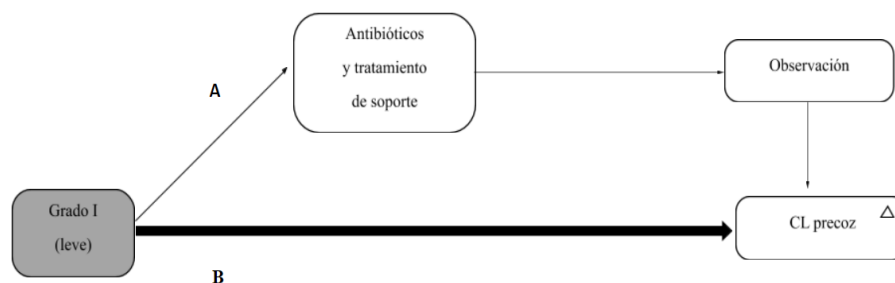 Antibióticos
y tratamiento
de soporte
Observación
A
Grado I
(leve)
CL precoz
B